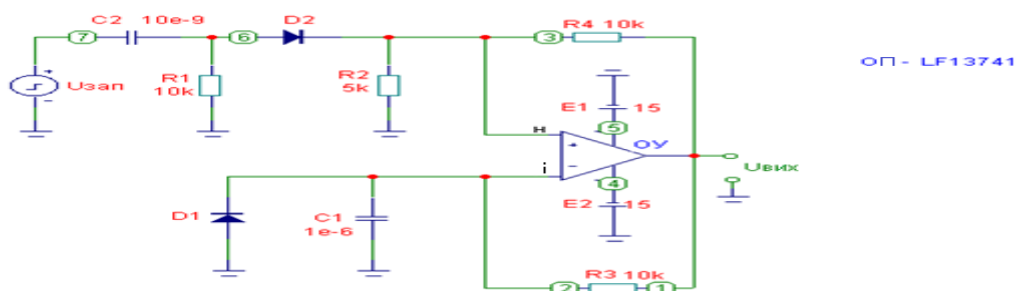 C2 10e-9
D2
R4 10k
7
6
3
ОП - LF13741
Uзап
R1
10k
R2
5k
E1 15
5
н
ОУ
i
Uвих
4
E2 15
D1
C1
1e-6
R3 10k
2
1